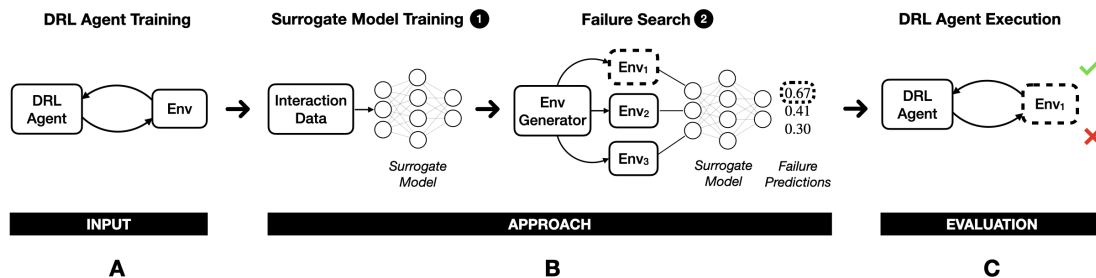 DRL Agent Training
Surrogate Model Training 1
Failure Search 2
DRL Agent Execution
DRL
Agent
Env
Interaction
Data
Surrogate
Model
Env
Generator
Env1
Env2
Env3
Surrogate
Model
0.67
0.41
0.30
Failure
Predictions
DRL
Agent
Env1
INPUT
APPROACH
EVALUATION
A
B
C